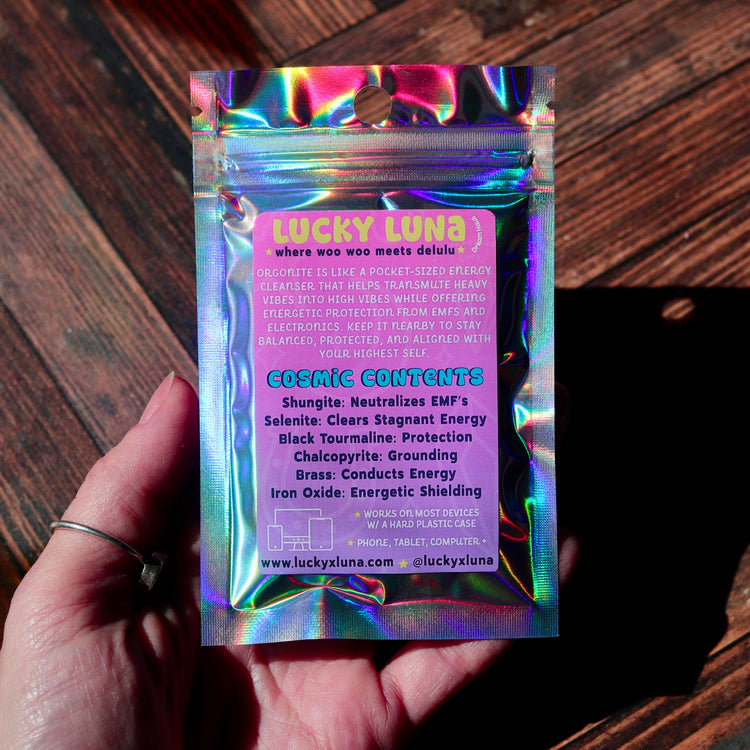 LUCKY LUNA
Dream Haus
★where woo woo meets delulu★
ORGONITE IS LIKE A POCKET-SIZED ENERGY
CLEANSER THAT HELPS TRANSMUTE HEAVY
VIBES INTO HIGH VIBES WHILE OFFERING
ENERGETIC PROTECTION FROM EMFS AND
ELECTRONICS. KEEP IT NEARBY TO STAY
BALANCED, PROTECTED, AND ALIGNED WITH
YOUR HIGHEST SELF.
COSMIC CONTENTS
Shungite: Neutralizes EMF's
Selenite: Clears Stagnant Energy
Black Tourmaline: Protection
Chalcopyrite: Grounding
Brass: Conducts Energy
Iron Oxide: Energetic Shielding
★ WORKS ON MOST DEVICES
W/ A HARD PLASTIC CASE
★ PHONE, TABLET, COMPUTER +
www.luckyxluna.com ★ @luckyxluna